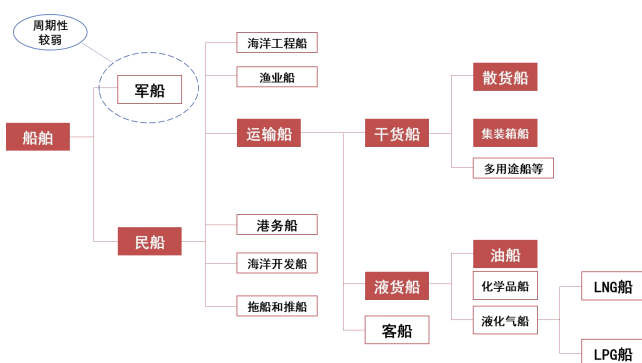 周期性
较弱
军船
船舶
民船
海洋工程船
渔业船
运输船
港务船
海洋开发船
拖船和推船
干货船
液货船
客船
散货船
集装箱船
多用途船等
油船
化学品船
液化气船
LNG船
LPG船